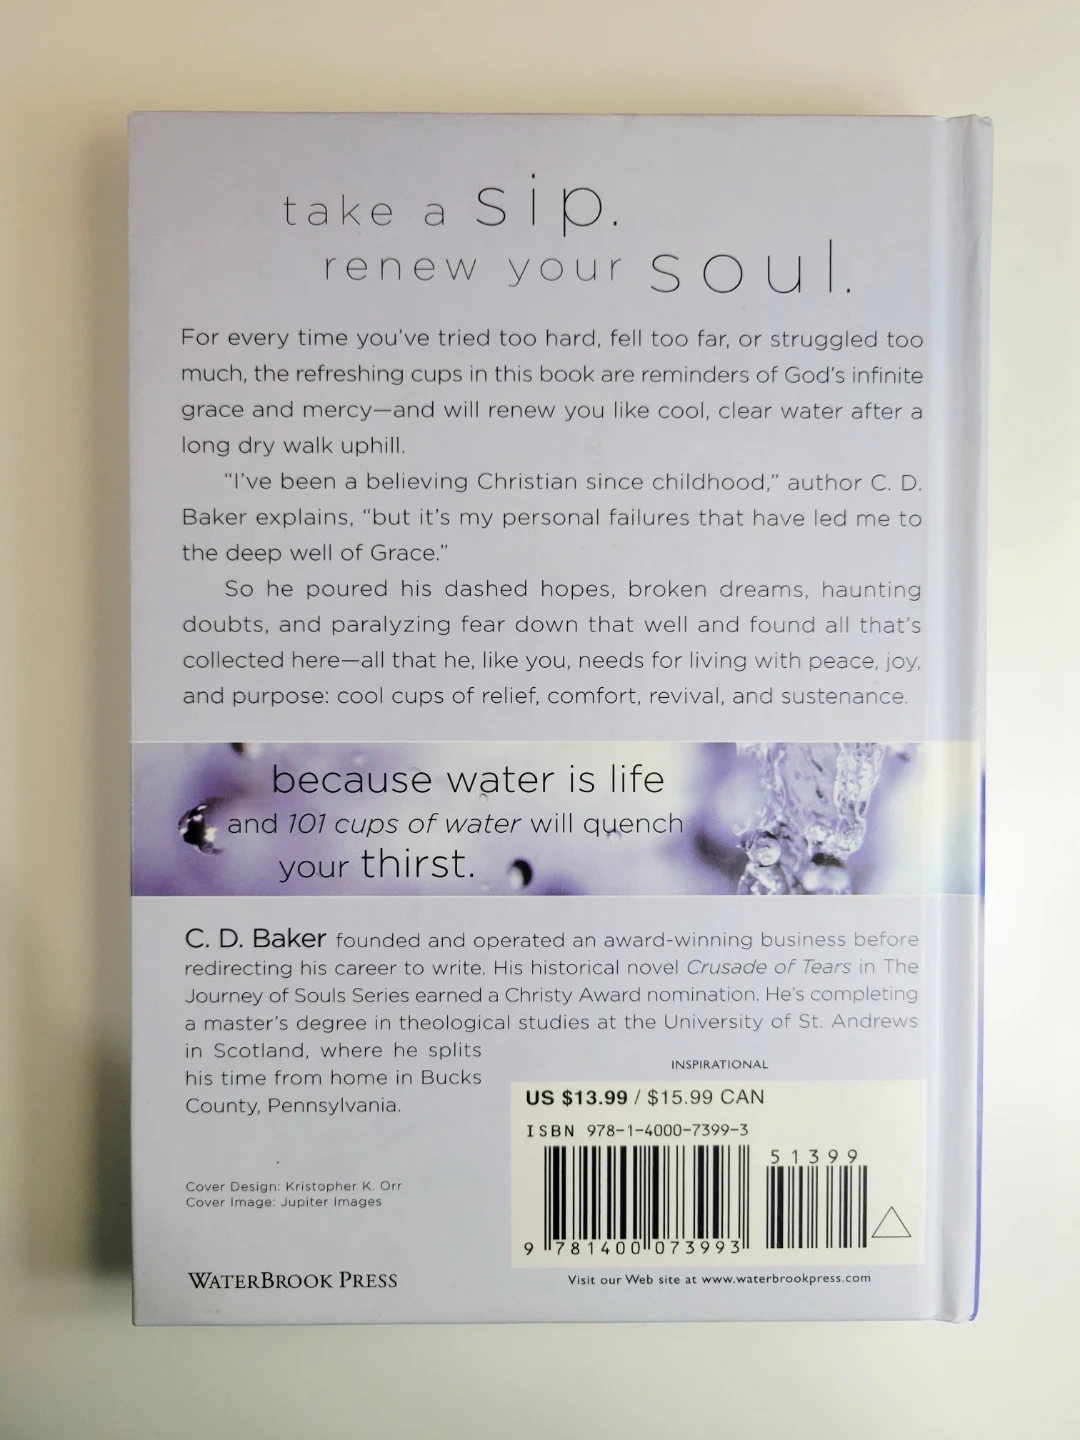 take a sip.
renew your soul.
For every time you've tried too hard, fell too far, or struggled too
much, the refreshing cups in this book are reminders of God's infinite
grace and mercy—and will renew you like cool, clear water after a
long dry walk uphill.
"I've been a believing Christian since childhood," author C. D.
Baker explains, "but it's my personal failures that have led me to
the deep well of Grace."
So he poured his dashed hopes, broken dreams, haunting
doubts, and paralyzing fear down that well and found all that's
collected here—all that he, like you, needs for living with peace, joy,
and purpose: cool cups of relief, comfort, revival, and sustenance.
because water is life
and 101 cups of water will quench
your thirst.
C. D. Baker founded and operated an award-winning business before
redirecting his career to write. His historical novel Crusade of Tears in The
Journey of Souls Series earned a Christy Award nomination. He's completing
a master's degree in theological studies at the University of St. Andrews
in Scotland, where he splits
his time from home in Bucks
County, Pennsylvania.
INSPIRATIONAL
US $13.99 / $15.99 CAN
ISBN 978-1-4000-7399-3
51399
9 781400 073993
Cover Design: Kristopher K. Orr
Cover Image: Jupiter Images
WATERBROOK PRESS
Visit our Web site at www.waterbrookpress.com